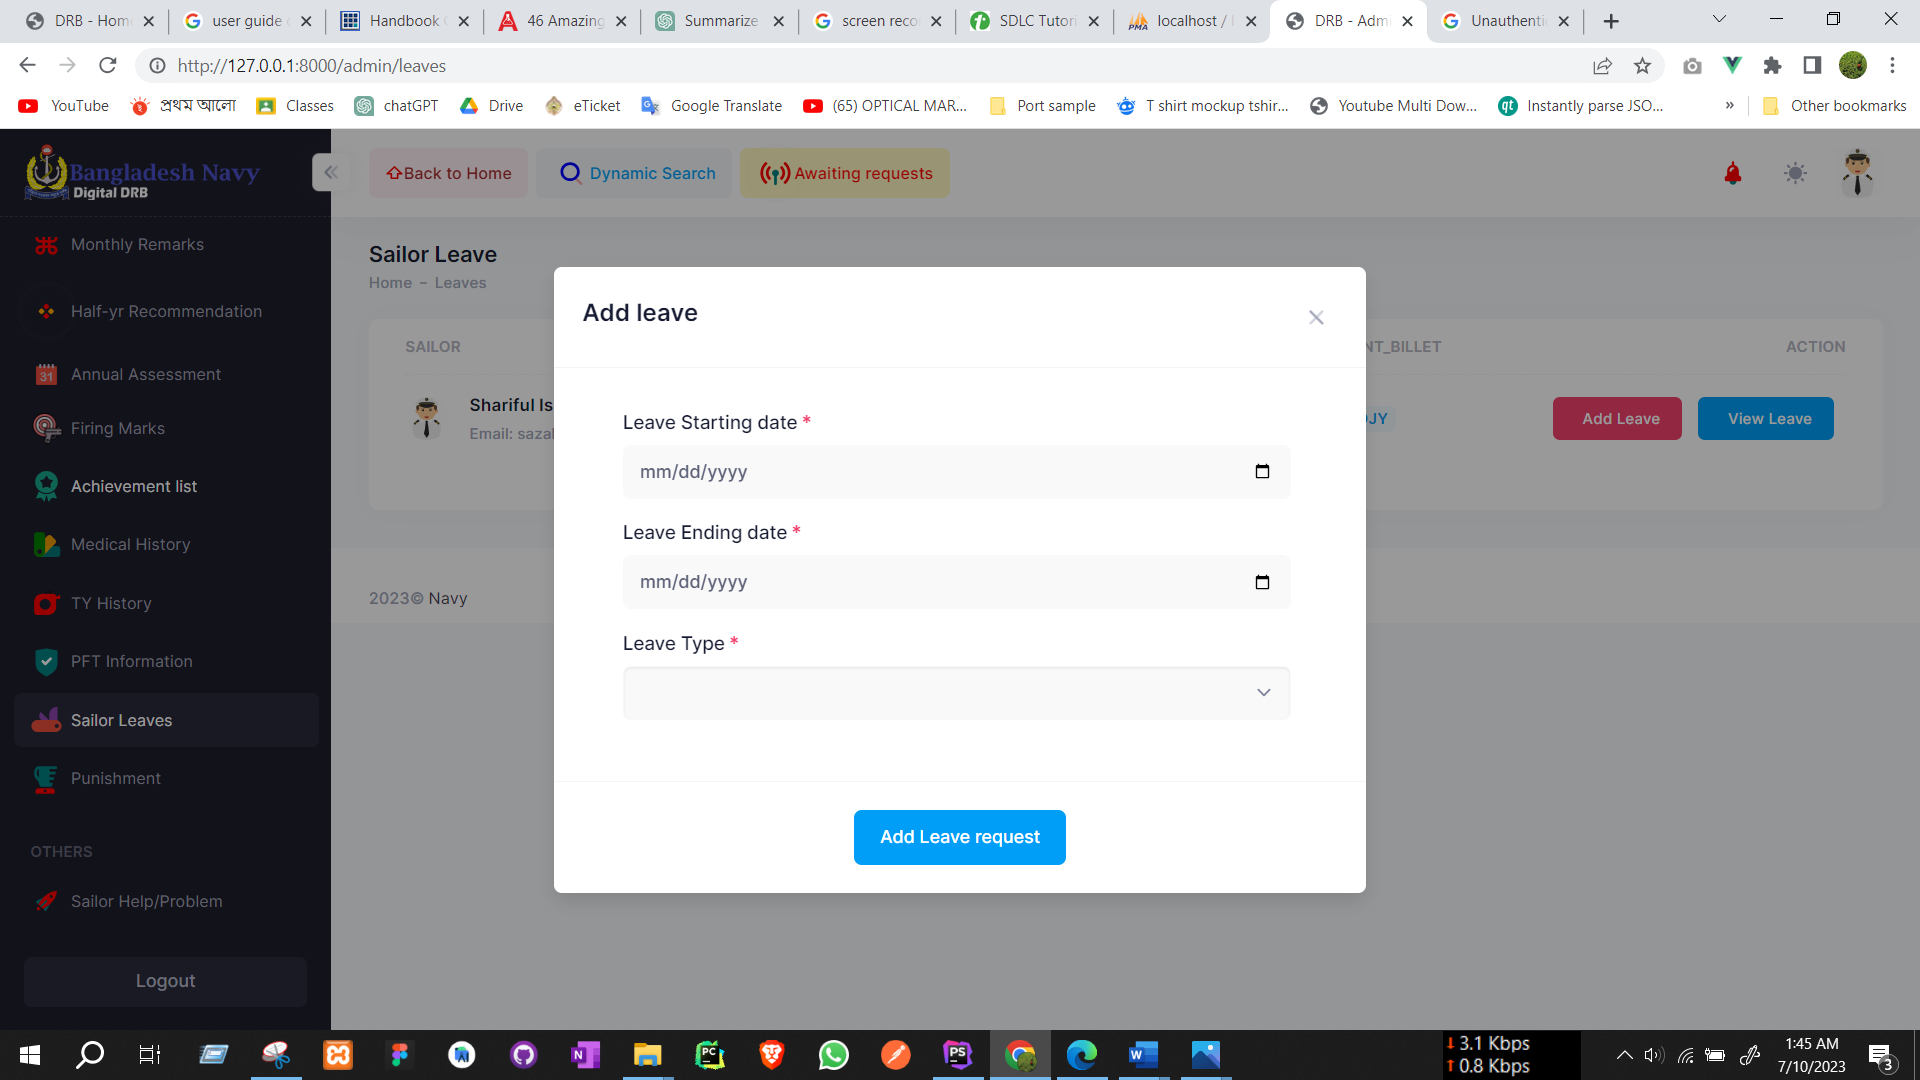 DRB - Hom
user guide
Handbook
46 Amazing
Summarize
screen reco
SDLC Tutori
localhost /
DRB - Adm
Unauthenti
http://127.0.0.1:8000/admin/leaves
YouTube
প্রথম আলো
Classes
chatGPT
Drive
eTicket
Google Translate
(65) OPTICAL MAR...
Port sample
T shirt mockup tshir...
Youtube Multi Dow...
Instantly parse JSO...
»
Other bookmarks
Bangladesh Navy
Digital DRB
Back to Home
Dynamic Search
Awaiting requests
Monthly Remarks
Half-yr Recommendation
Annual Assessment
Firing Marks
Achievement list
Medical History
TY History
PFT Information
Sailor Leaves
Punishment
OTHERS
Sailor Help/Problem
Logout
Sailor Leave
Home – Leaves
SAILOR
NT_BILLET
ACTION
Shariful Is
Email: sazal
JY
Add Leave
View Leave
2023© Navy
Add leave
Leave Starting date *
mm/dd/yyyy
Leave Ending date *
mm/dd/yyyy
Leave Type *
Add Leave request
3.1 Kbps
0.8 Kbps
1:45 AM
7/10/2023
3